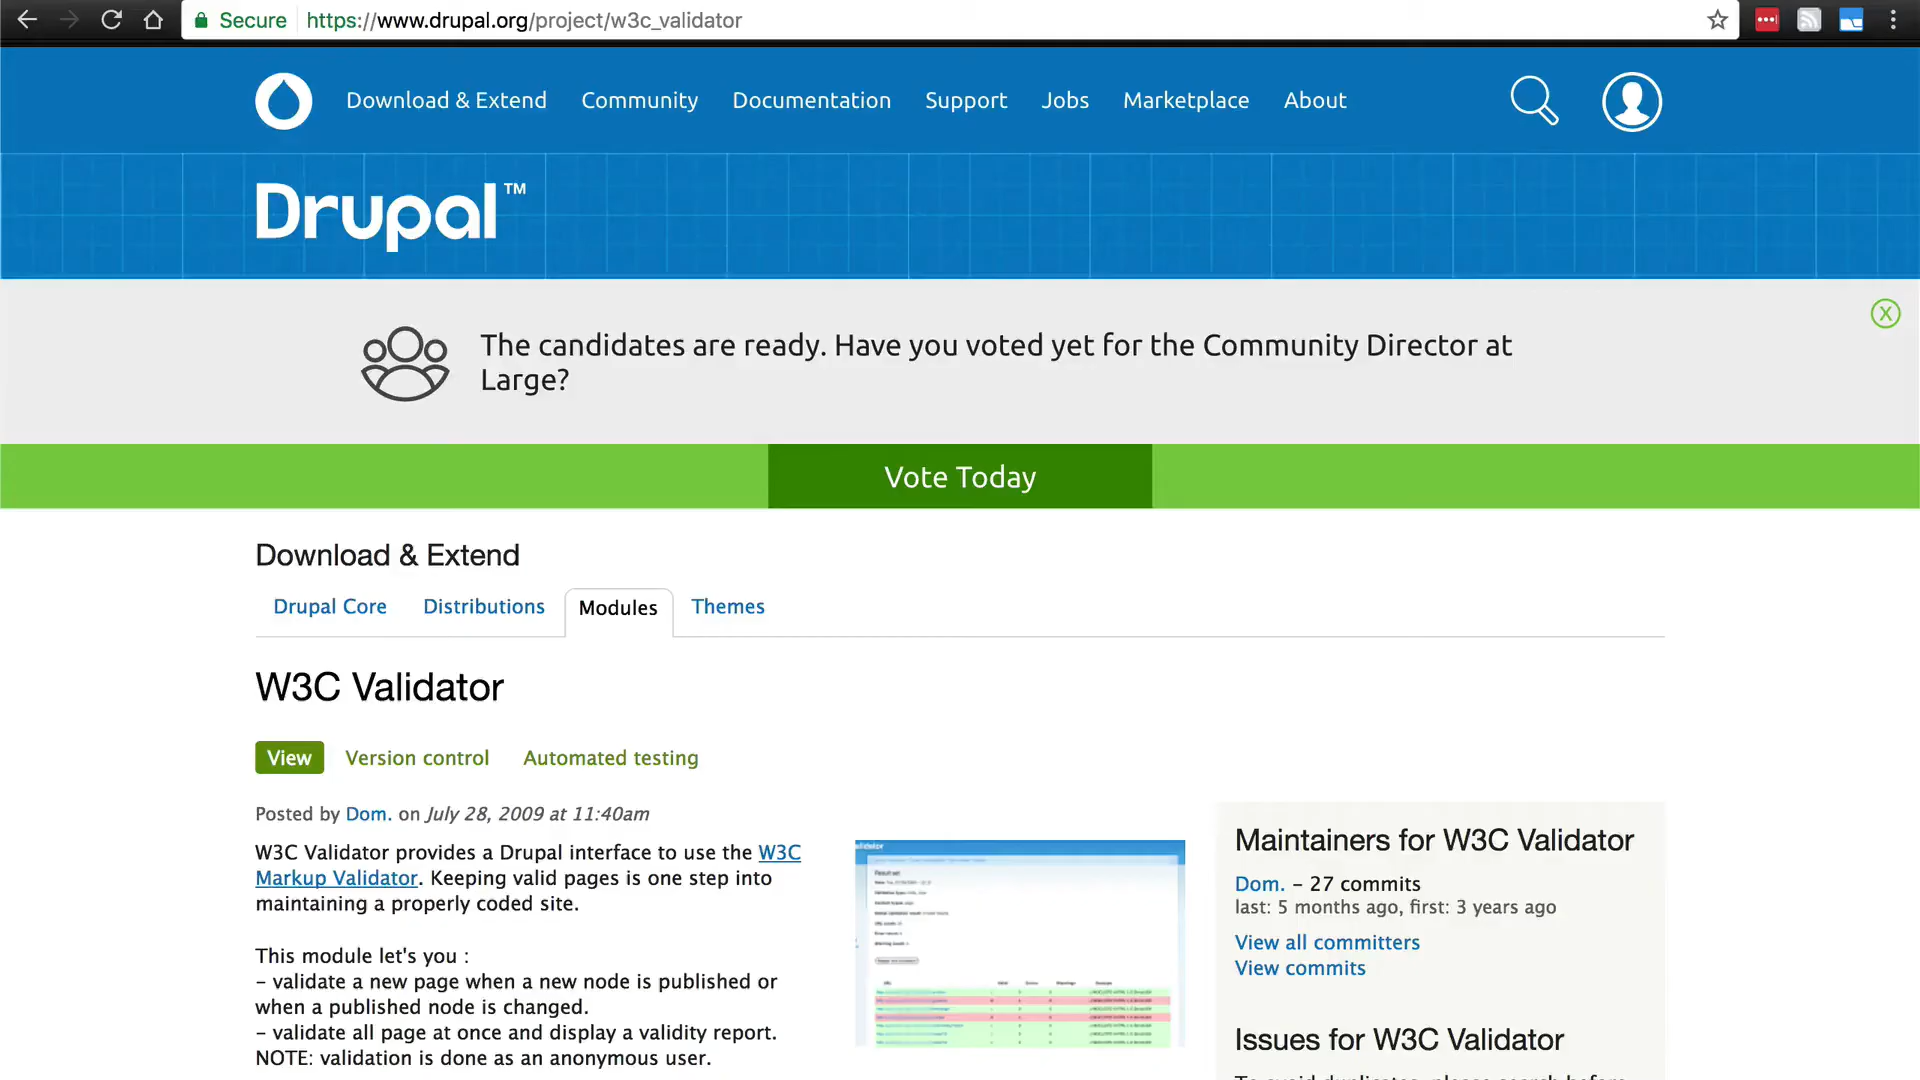 Secure https://www.drupal.org/project/w3c_validator
Download & Extend Community Documentation Support Jobs Marketplace About
Drupal™
The candidates are ready. Have you voted yet for the Community Director at
Large?
X
Vote Today
Download & Extend
Drupal Core Distributions Modules Themes
W3C Validator
View Version control Automated testing
Posted by Dom. on July 28, 2009 at 11:40am
W3C Validator provides a Drupal interface to use the W3C
Markup Validator. Keeping valid pages is one step into
maintaining a properly coded site.
This module let's you :
– validate a new page when a new node is published or
when a published node is changed.
– validate all page at once and display a validity report.
NOTE: validation is done as an anonymous user.
Maintainers for W3C Validator
Dom. – 27 commits
last: 5 months ago, first: 3 years ago
View all committers
View commits
Issues for W3C Validator
To avoid duplicates, please search before